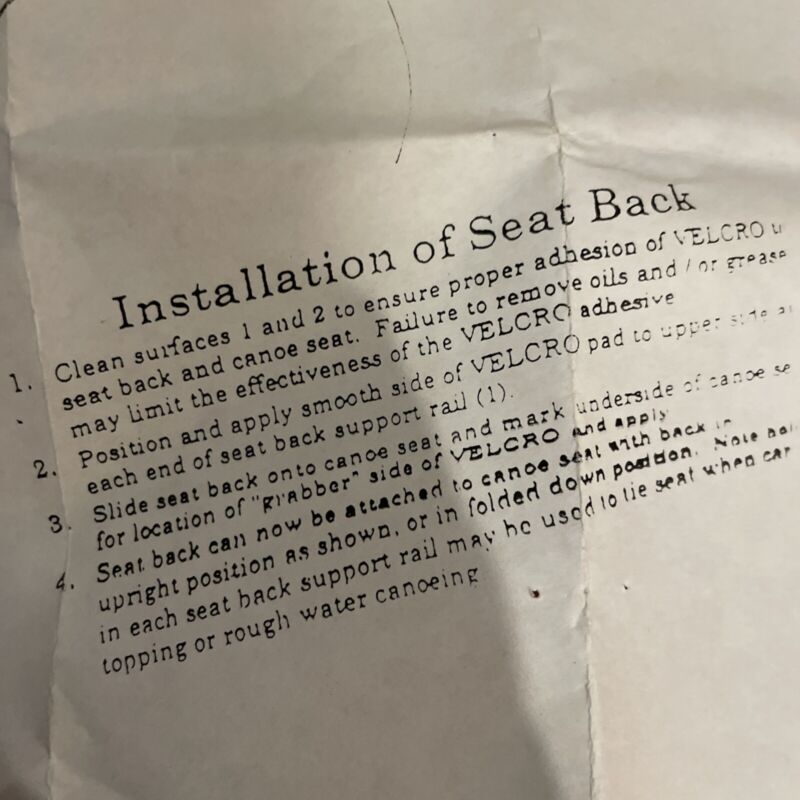 Installation of Seat Back
1. Clean surfaces 1 and 2 to ensure proper adhesion of VELCRO
seat back and canoe seat. Failure to remove oils and / or grease
may limit the effectiveness of the VELCRO adhesive
2. Position and apply smooth side of VELCRO pad to upper side
each end of seat back support rail (1).
3. Slide seat back onto canoe seat and mark underside of canoe
for location of "grabber" side of VELCRO and apply
4. Seat back can now be attached to canoe seat with back in
upright position as shown, or in folded down position. Note
in each seat back support rail may be used to tie seat when car
topping or rough water canoeing